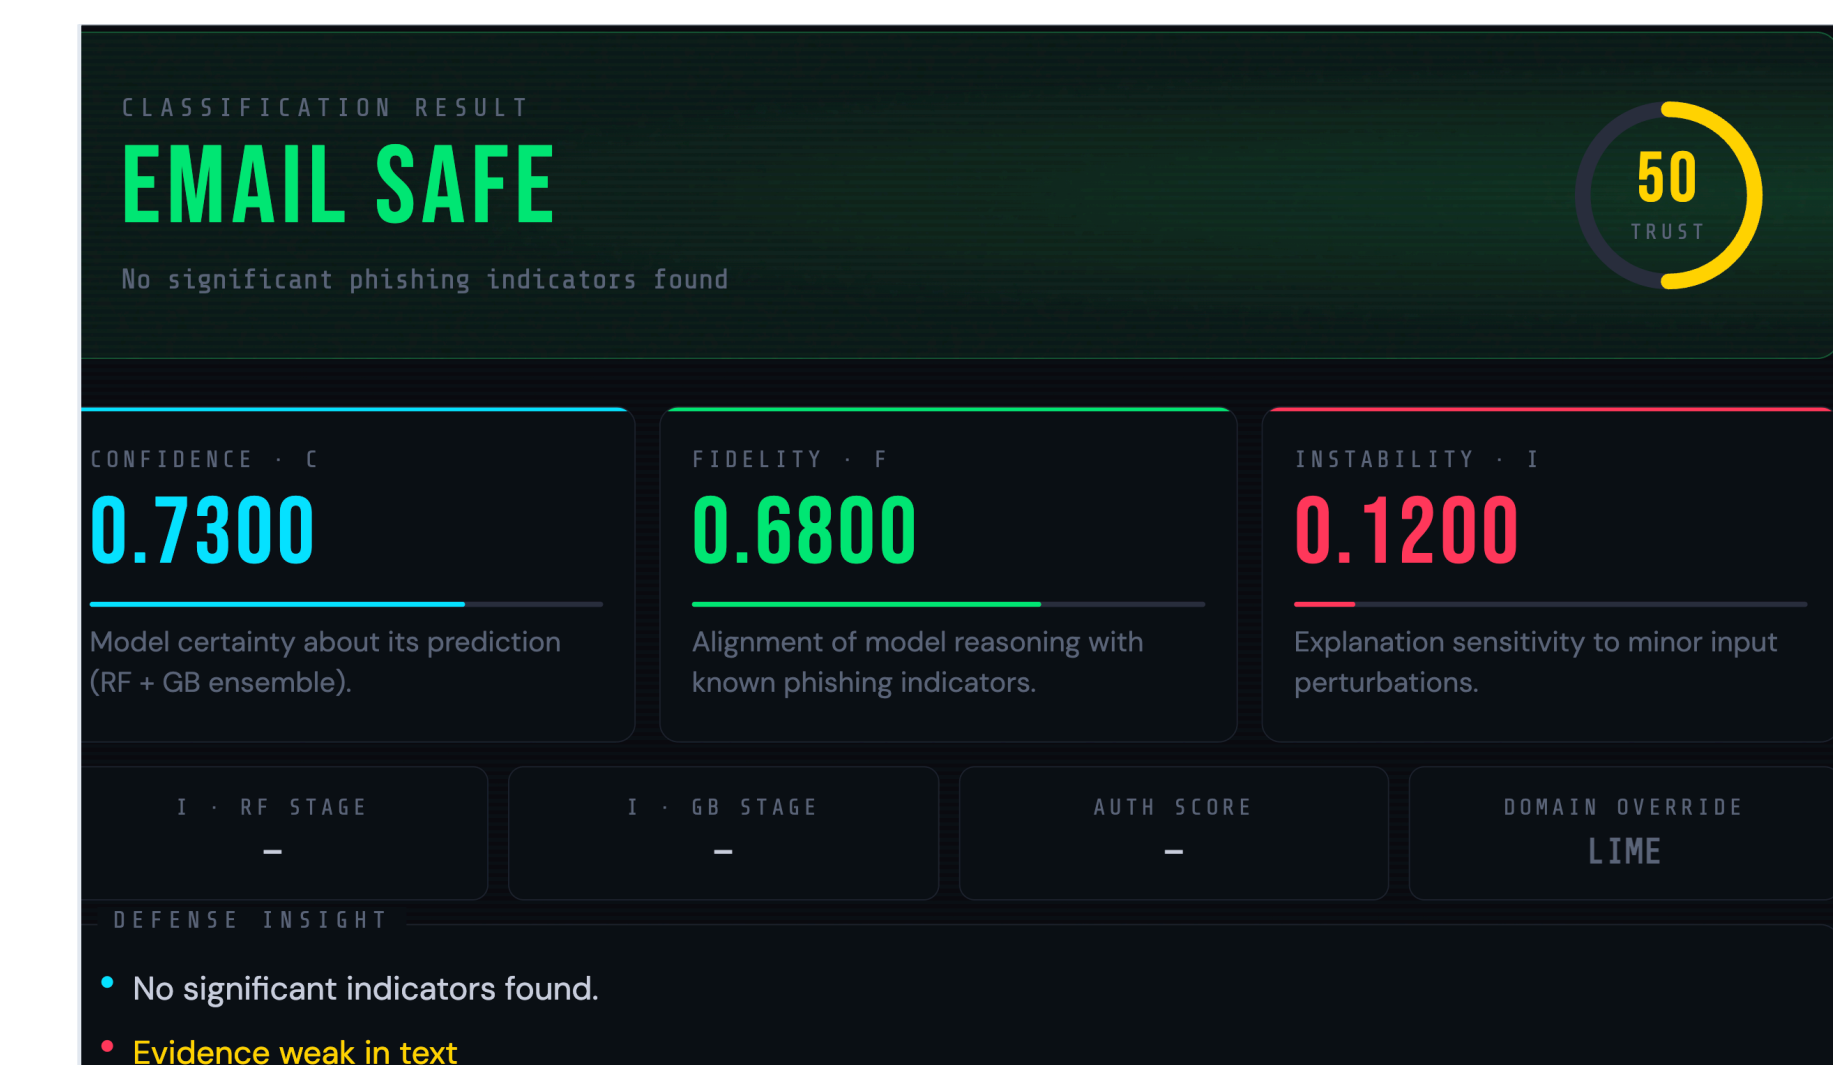 CLASSIFICATION RESULT
EMAIL SAFE
No significant phishing indicators found
50
TRUST
CONFIDENCE · C
0.7300
Model certainty about its prediction
(RF + GB ensemble).
FIDELITY · F
0.6800
Alignment of model reasoning with
known phishing indicators.
INSTABILITY · I
0.1200
Explanation sensitivity to minor input
perturbations.
I · RF STAGE
—
I · GB STAGE
—
AUTH SCORE
—
DOMAIN OVERRIDE
LIME
DEFENSE INSIGHT
No significant indicators found.
Evidence weak in text